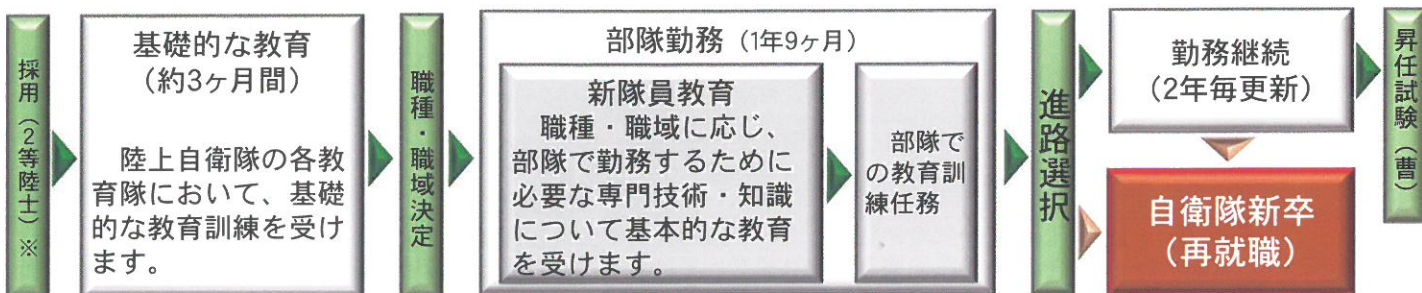 採用（2等陸士）※
基礎的な教育
（約3ヶ月間）
陸上自衛隊の各教
育隊において、基礎
的な教育訓練を受け
ます。
職種・職域決定
部隊勤務（1年9ヶ月）
新隊員教育
職種・職域に応じ、
部隊で勤務するために
必要な専門技術・知識
について基本的な教育
を受けます。
部隊で
の教育訓
練任務
進路選択
勤務継続
（2年毎更新）
自衛隊新卒
（再就職）
昇任試験（曹）